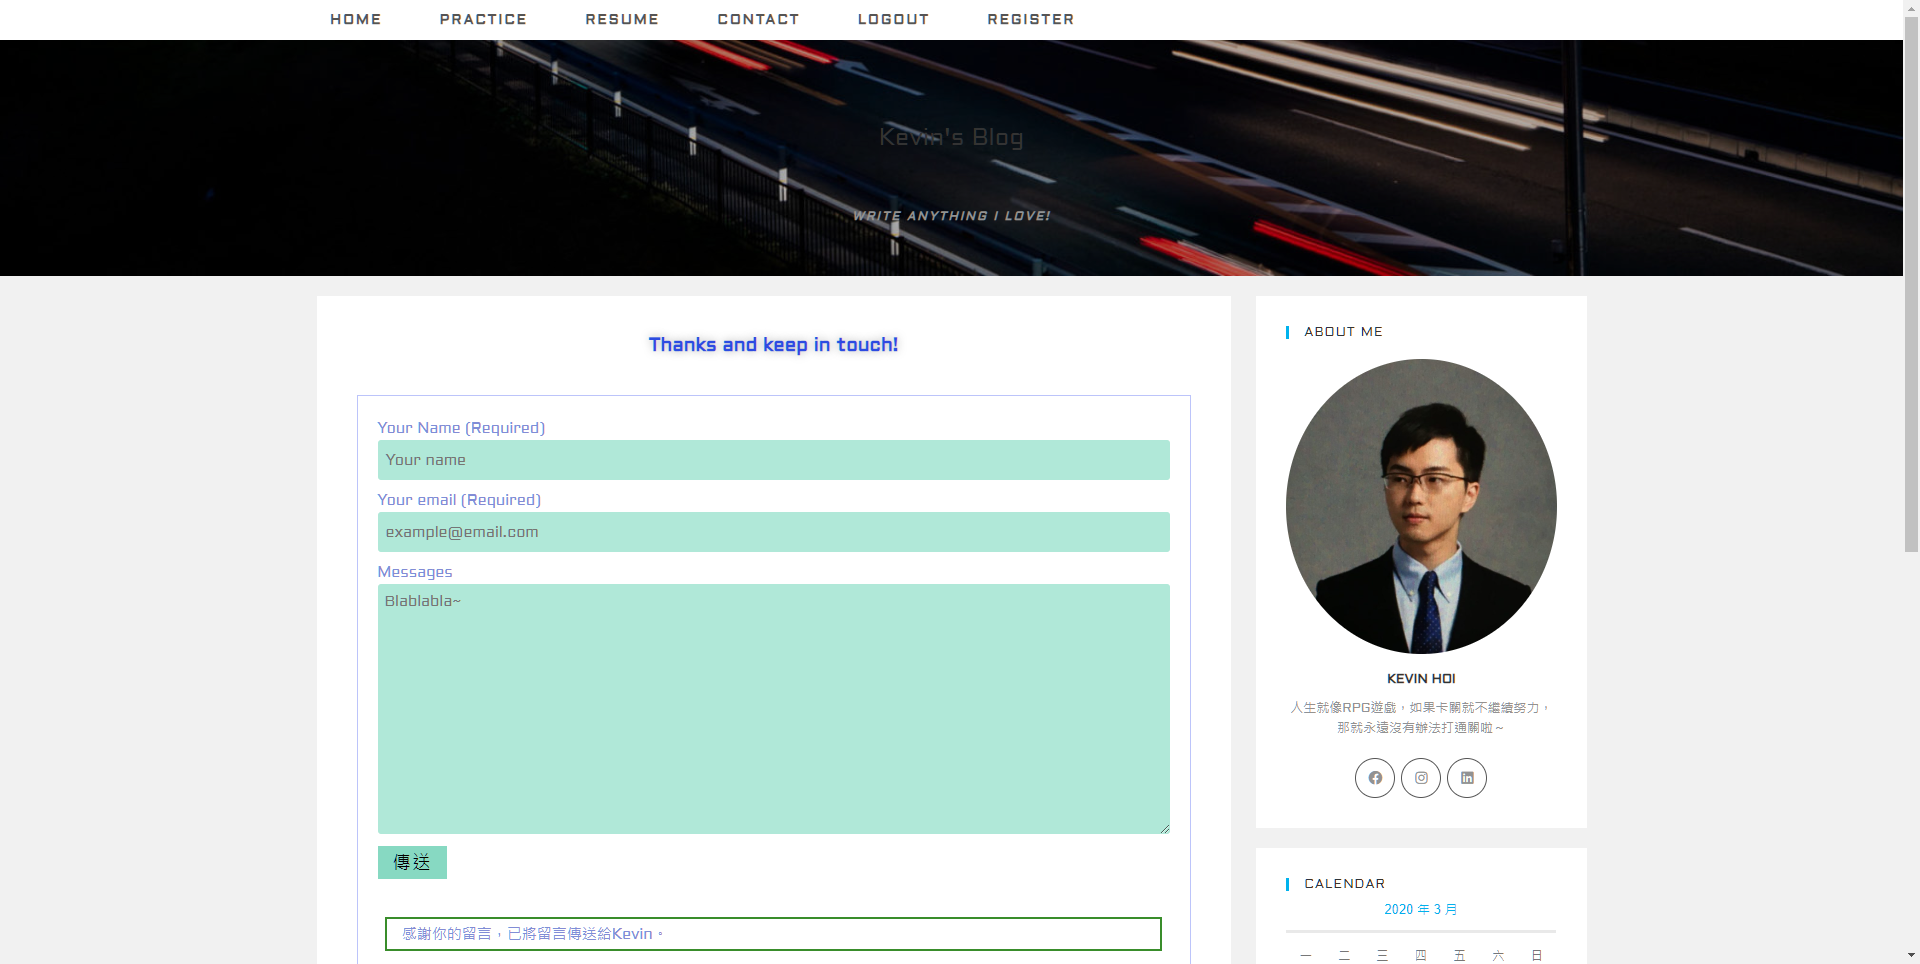 HOME PRACTICE RESUME CONTACT LOGOUT REGISTER
Kevin's Blog
WRITE ANYTHING I LOVE!
Thanks and keep in touch!
Your Name (Required)
Your name
Your email (Required)
example@email.com
Messages
Blablabla~
傳送
感謝你的留言，已將留言傳送給Kevin。
ABOUT ME
KEVIN HOI
人生就像RPG遊戲，如果卡關就不繼續努力，
那就永遠沒有辦法打通關啦～
CALENDAR
2020 年 3 月
一 二 三 四 五 六 日